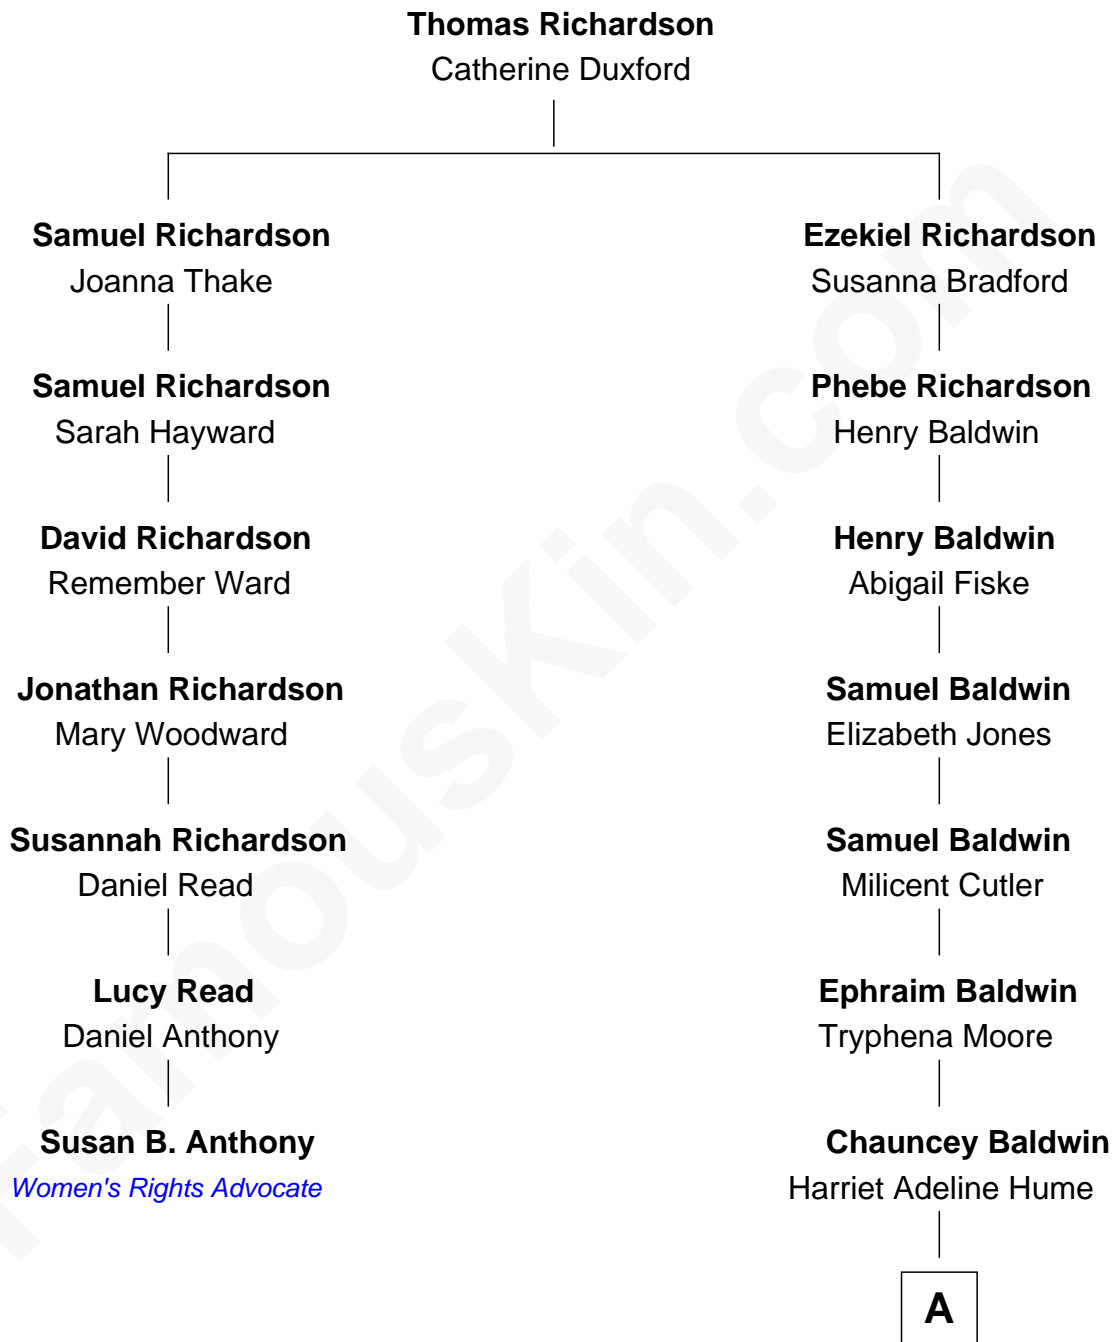 Thomas Richardson
Catherine Duxford
Samuel Richardson
Joanna Thake
Ezekiel Richardson
Susanna Bradford
Samuel Richardson
Sarah Hayward
Phebe Richardson
Henry Baldwin
David Richardson
Remember Ward
Henry Baldwin
Abigail Fiske
Jonathan Richardson
Mary Woodward
Samuel Baldwin
Elizabeth Jones
Susannah Richardson
Daniel Read
Samuel Baldwin
Milicent Cutler
Lucy Read
Daniel Anthony
Ephraim Baldwin
Tryphena Moore
Susan B. Anthony
Women's Rights Advocate
Chauncey Baldwin
Harriet Adeline Hume
A
FamousKin.com